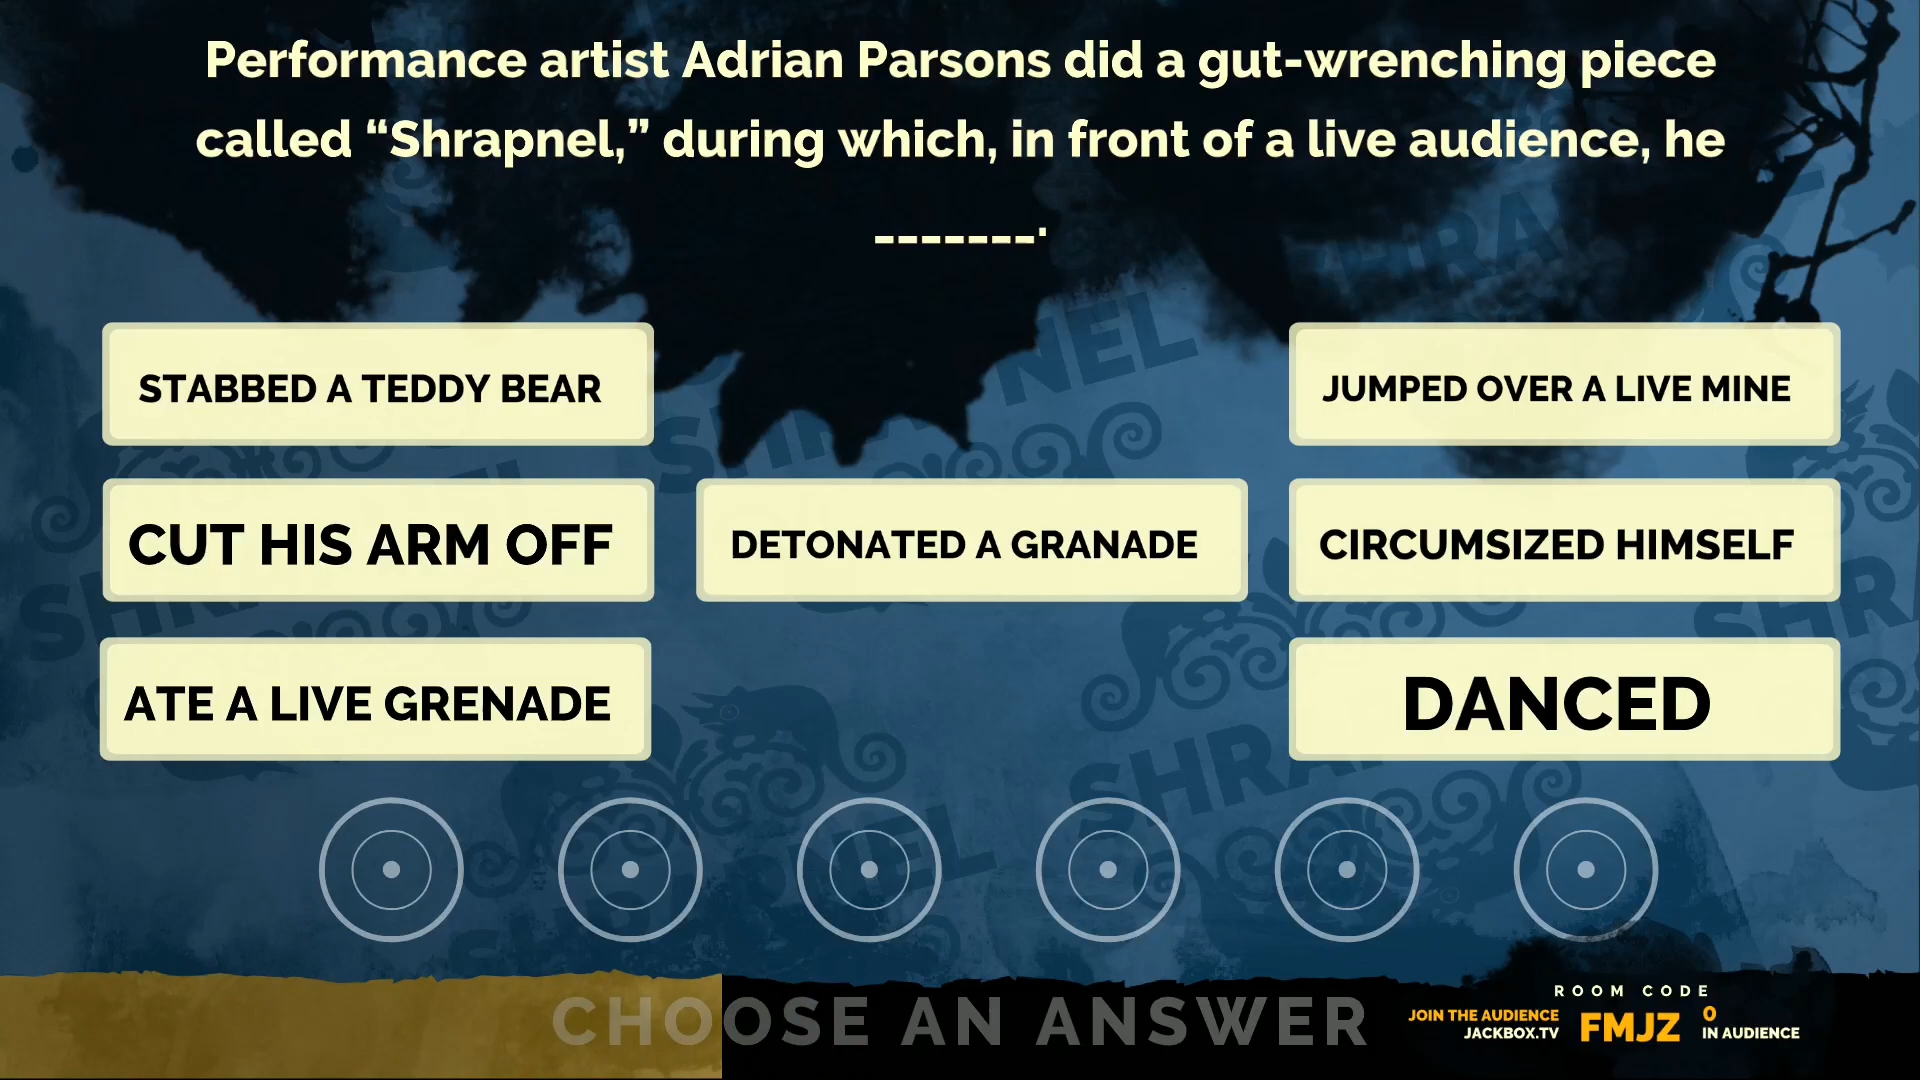 Performance artist Adrian Parsons did a gut-wrenching piece
called “Shrapnel,” during which, in front of a live audience, he
_______.
STABBED A TEDDY BEAR
JUMPED OVER A LIVE MINE
CUT HIS ARM OFF
DETONATED A GRANADE
CIRCUMSIZED HIMSELF
ATE A LIVE GRENADE
DANCED
CHOOSE AN ANSWER
ROOM CODE
JOIN THE AUDIENCE
JACKBOX.TV
FMJZ
0
IN AUDIENCE